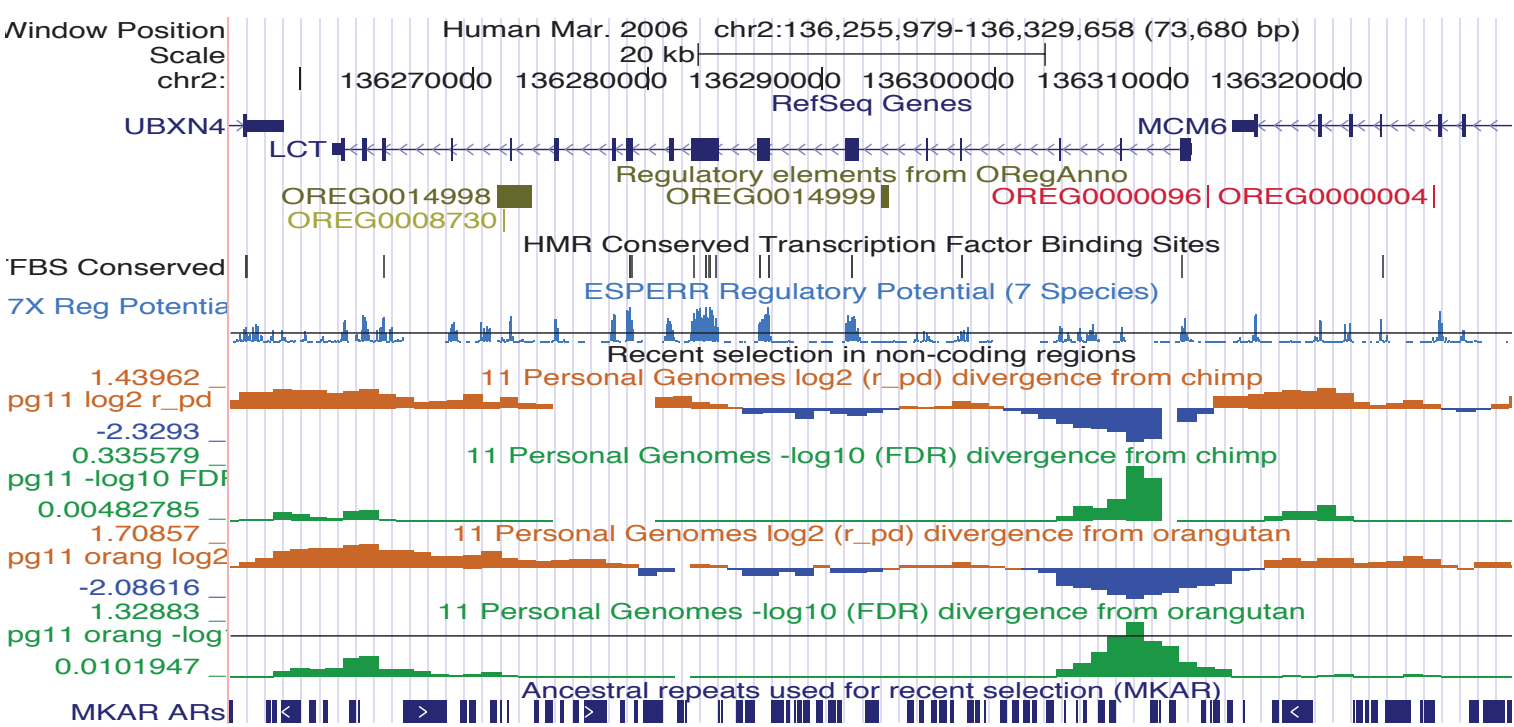 Window Position Human Mar. 2006 chr2:136,255,979-136,329,658 (73,680 bp)
Scale 20 kb
chr2: 136270000 136280000 136290000 136300000 136310000 136320000
RefSeq Genes
UBXN4 MCM6
LCT
Regulatory elements from ORegAnno
OREG0014998 OREG0014999 OREG0000096 OREG0000004
OREG0008730
HMR Conserved Transcription Factor Binding Sites
TFBS Conserved
ESPERR Regulatory Potential (7 Species)
7X Reg Potentia
Recent selection in non-coding regions
1.43962 11 Personal Genomes log2 (r_pd) divergence from chimp
pg11 log2 r_pd
-2.3293
0.335579 11 Personal Genomes -log10 (FDR) divergence from chimp
pg11 -log10 FDR
0.00482785
1.70857 11 Personal Genomes log2 (r_pd) divergence from orangutan
pg11 orang log2
-2.08616
1.32883 11 Personal Genomes -log10 (FDR) divergence from orangutan
pg11 orang -log1
0.0101947
Ancestral repeats used for recent selection (MKAR)
MKAR ARs